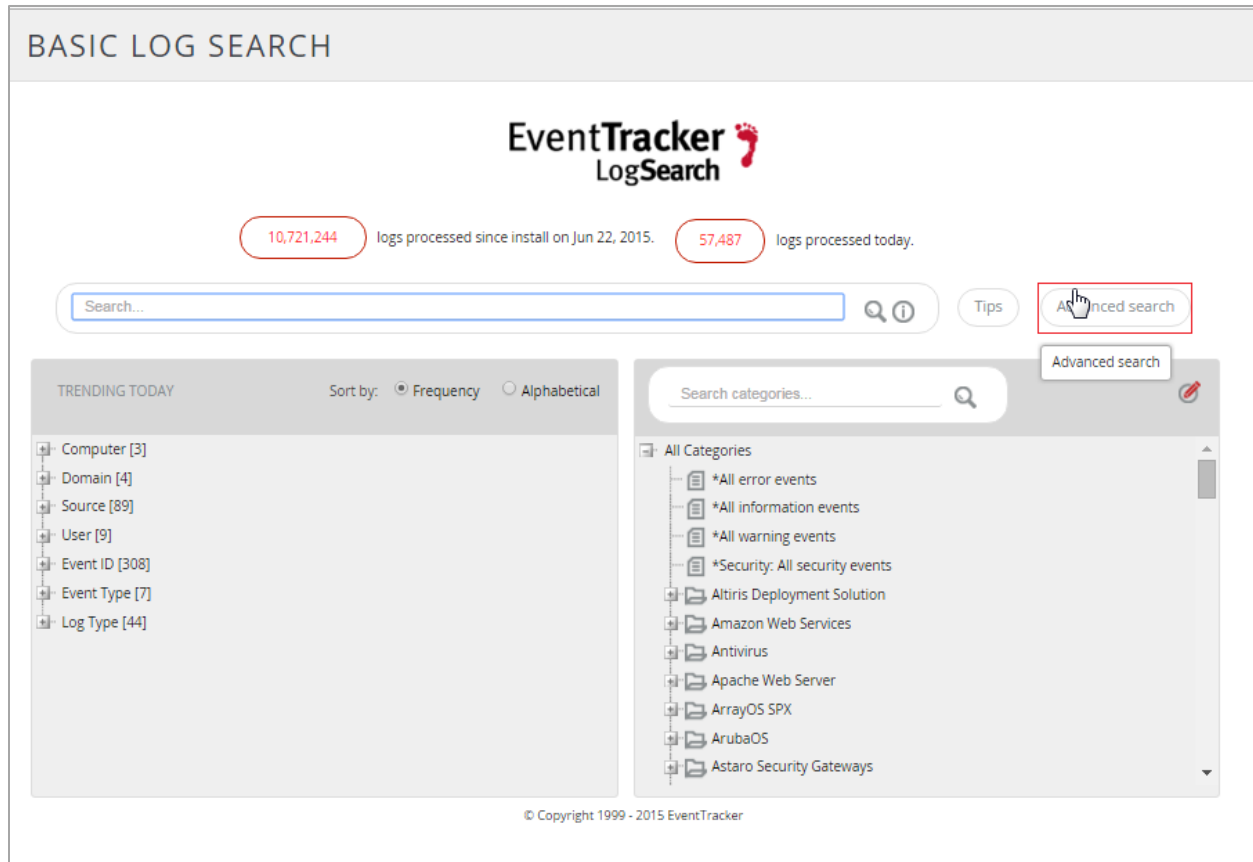 BASIC LOG SEARCH
EventTracker
LogSearch
10,721,244 logs processed since install on Jun 22, 2015. 57,487 logs processed today.
Search... Tips Advanced search
Advanced search
TRENDING TODAY Sort by: Frequency Alphabetical
Computer [3]
Domain [4]
Source [89]
User [9]
Event ID [308]
Event Type [7]
Log Type [44]
Search categories...
All Categories
*All error events
*All information events
*All warning events
*Security: All security events
Altiris Deployment Solution
Amazon Web Services
Antivirus
Apache Web Server
ArrayOS SPX
ArubaOS
Astaro Security Gateways
© Copyright 1999 - 2015 EventTracker